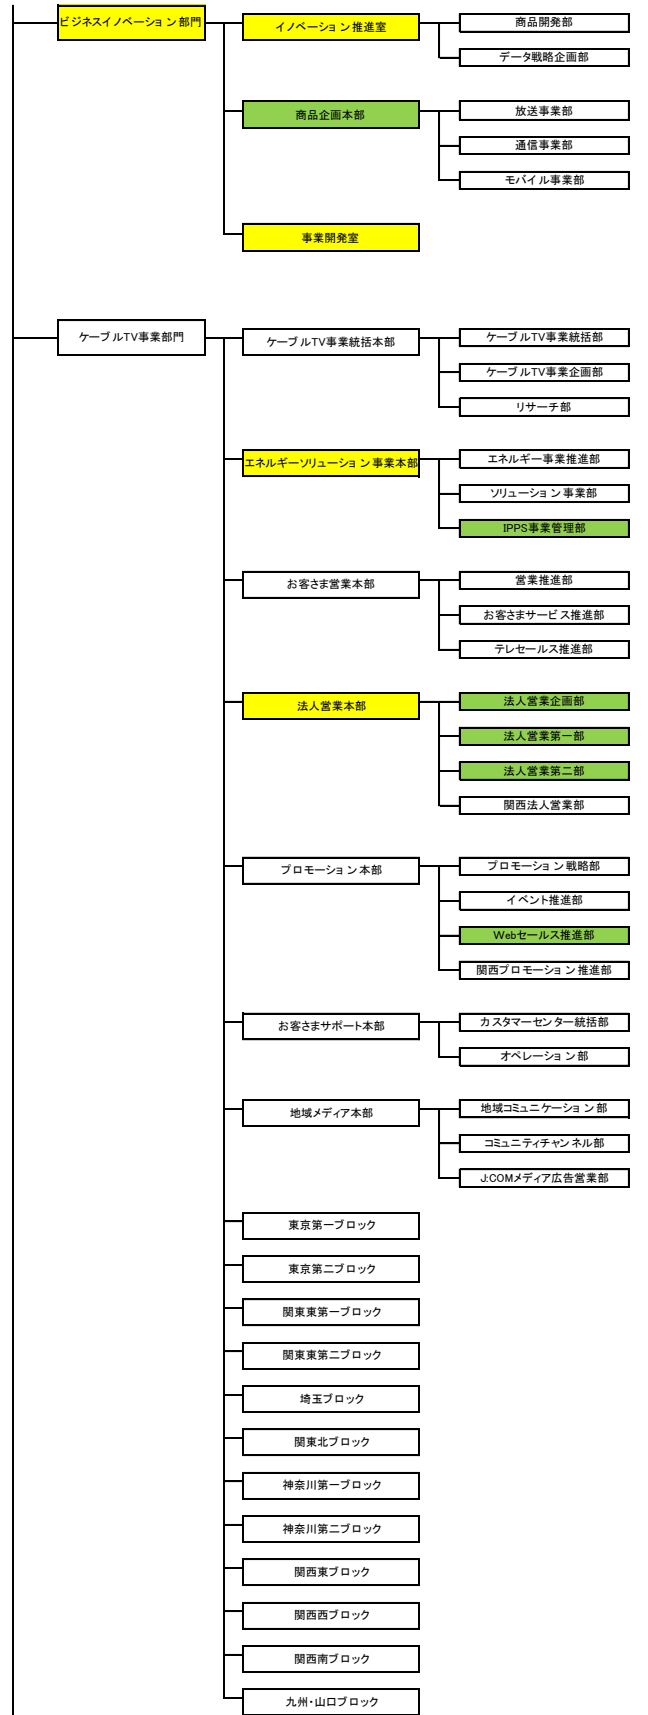 ビジネスイノベーション部門
イノベーション推進室
商品開発部
データ戦略企画部
商品企画本部
放送事業部
通信事業部
モバイル事業部
事業開発室
ケーブルTV事業部門
ケーブルTV事業統括本部
ケーブルTV事業統括部
ケーブルTV事業企画部
リサーチ部
エネルギーソリューション事業本部
エネルギー事業推進部
ソリューション事業部
IPPS事業管理部
お客さま営業本部
営業推進部
お客さまサービス推進部
テレセールス推進部
法人営業本部
法人営業企画部
法人営業第一部
法人営業第二部
関西法人営業部
プロモーション本部
プロモーション戦略部
イベント推進部
Webセールス推進部
関西プロモーション推進部
お客さまサポート本部
カスタマーセンター統括部
オペレーション部
地域メディア本部
地域コミュニケーション部
コミュニティチャンネル部
J:COMメディア広告営業部
東京第一ブロック
東京第二ブロック
関東東第一ブロック
関東東第二ブロック
埼玉ブロック
関東北ブロック
神奈川第一ブロック
神奈川第二ブロック
関西東ブロック
関西西ブロック
関西南ブロック
九州・山口ブロック